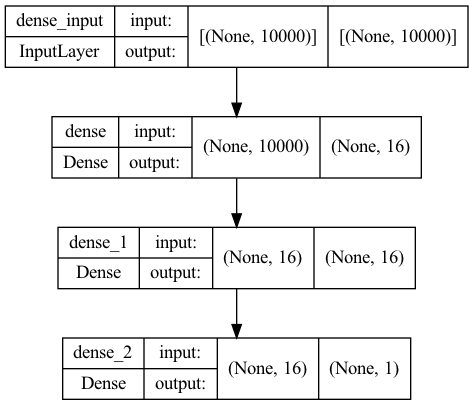 dense_input input: [(None, 10000)] [(None, 10000)]
InputLayer output:
dense input: (None, 10000) (None, 16)
Dense output:
dense_1 input: (None, 16) (None, 16)
Dense output:
dense_2 input: (None, 16) (None, 1)
Dense output: